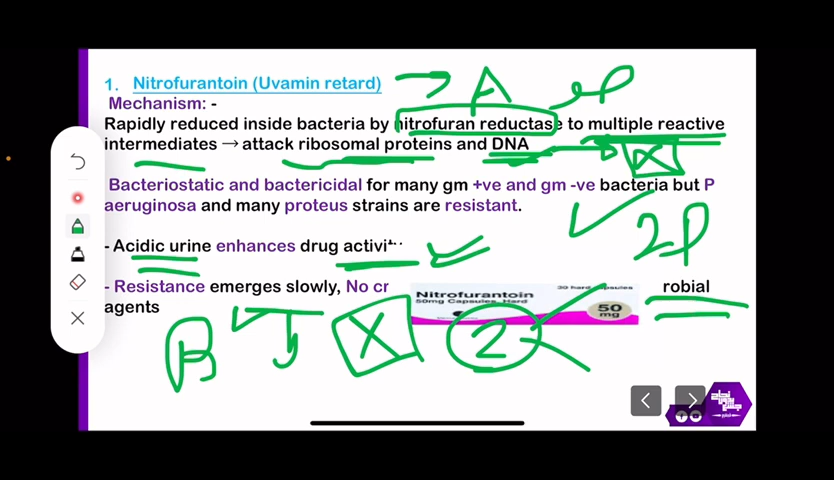 1. Nitrofurantoin (Uvamin retard)
Mechanism: -
Rapidly reduced inside bacteria by nitrofuran reductase to multiple reactive
intermediates → attack ribosomal proteins and DNA
Bacteriostatic and bactericidal for many gm +ve and gm -ve bacteria but P
aeruginosa and many proteus strains are resistant.
- Acidic urine enhances drug
- Resistance emerges slowly, No cr robial
agents
Nitrofurantoin
50mg Capsules, Hard
30 hard capsules
50
mg
A
P
2P
B J X 2